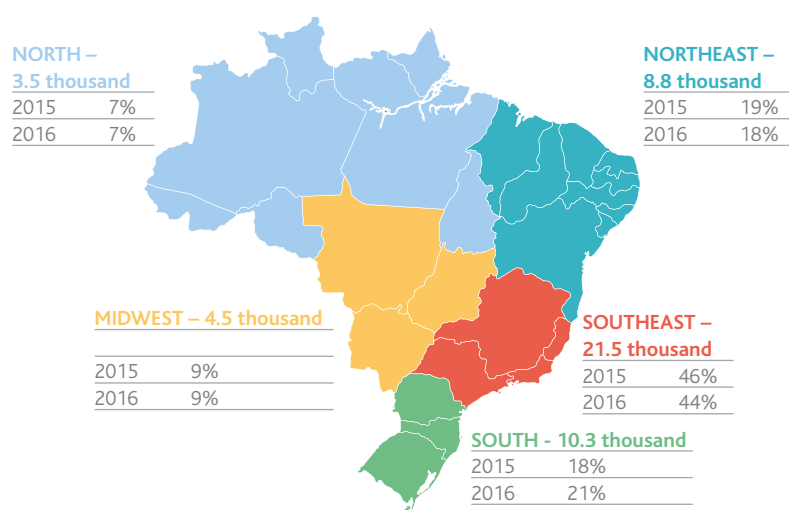 NORTH –
3.5 thousand
2015 7%
2016 7%
NORTHEAST –
8.8 thousand
2015 19%
2016 18%
MIDWEST – 4.5 thousand
2015 9%
2016 9%
SOUTHEAST –
21.5 thousand
2015 46%
2016 44%
SOUTH - 10.3 thousand
2015 18%
2016 21%